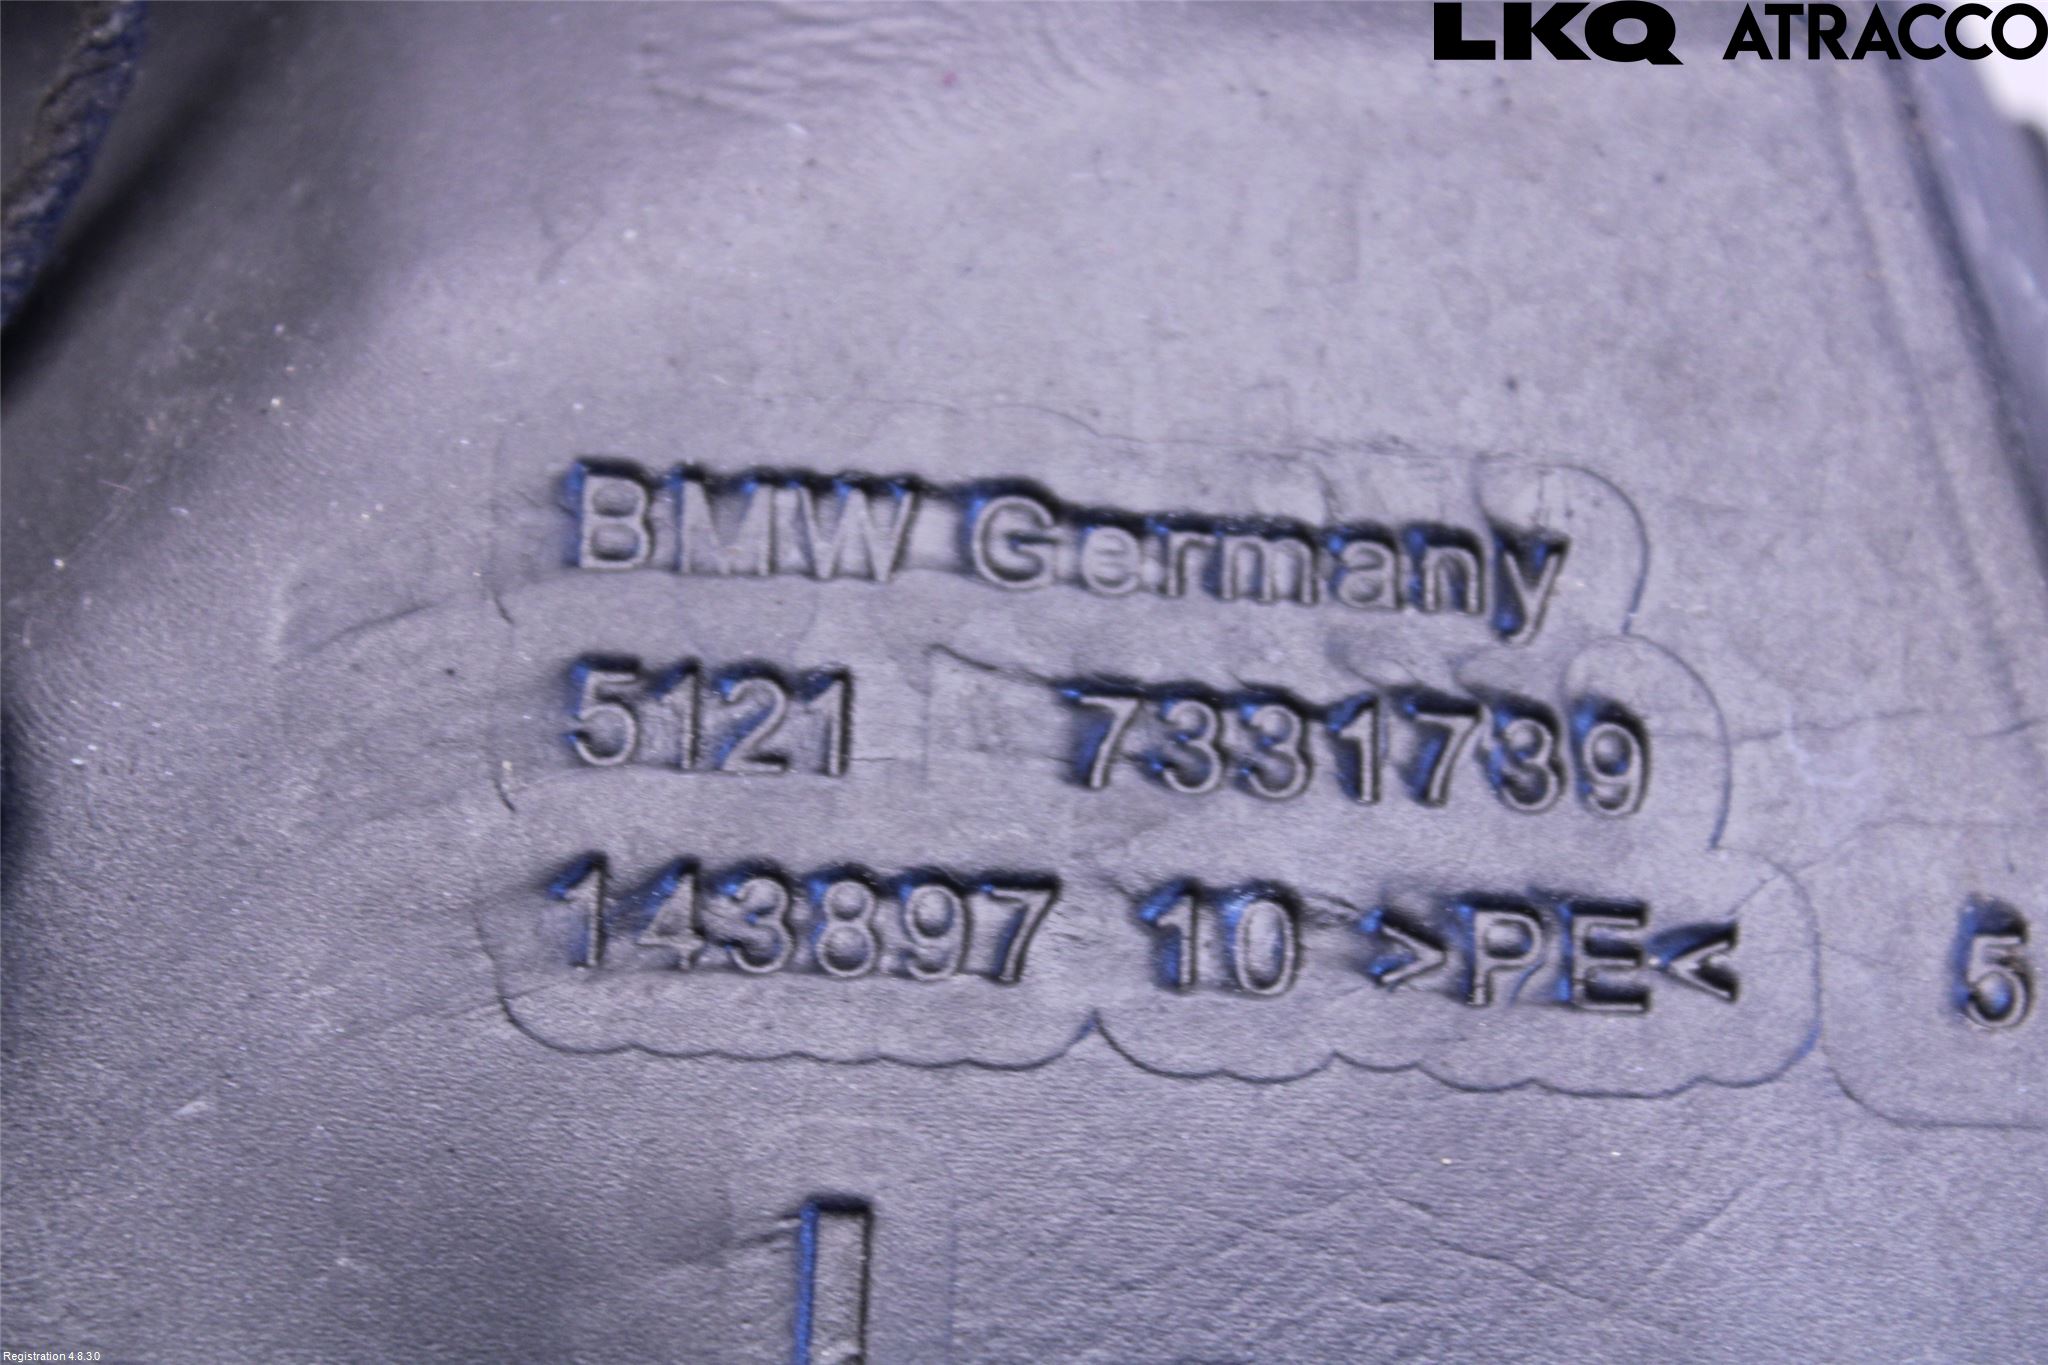 LKQ ATRACCO
BMW Germany
5121 7331739
143897 10 >PE< 5
Registration 4.8.3.0